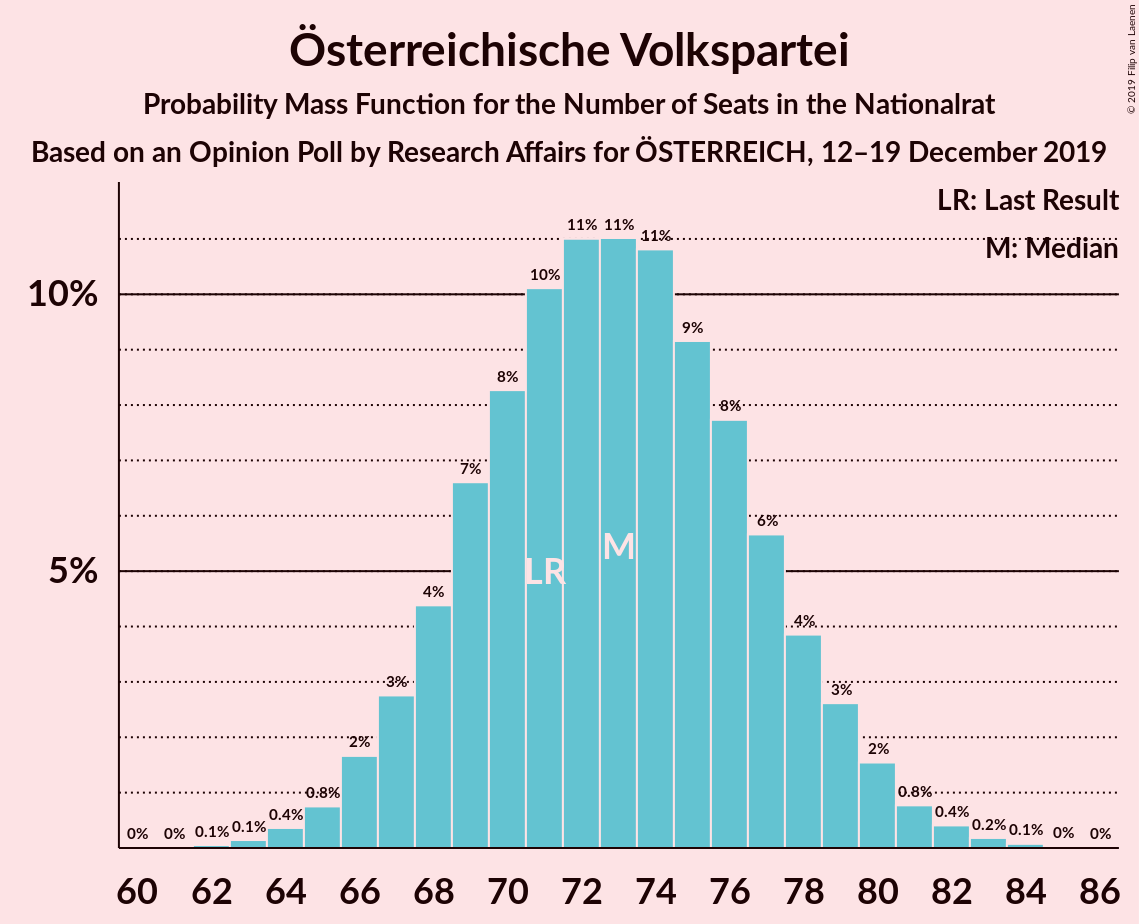 Österreichische Volkspartei
Probability Mass Function for the Number of Seats in the Nationalrat
Based on an Opinion Poll by Research Affairs for ÖSTERREICH, 12–19 December 2019
© 2019 Filip van Laenen
LR: Last Result
M: Median
10%
5%
0% 0% 0.1% 0.1% 0.4% 0.8% 2% 3% 4% 7% 8% 10% 11% 11% 11% 9% 8% 6% 4% 3% 2% 0.8% 0.4% 0.2% 0.1% 0% 0%
LR M
60 62 64 66 68 70 72 74 76 78 80 82 84 86